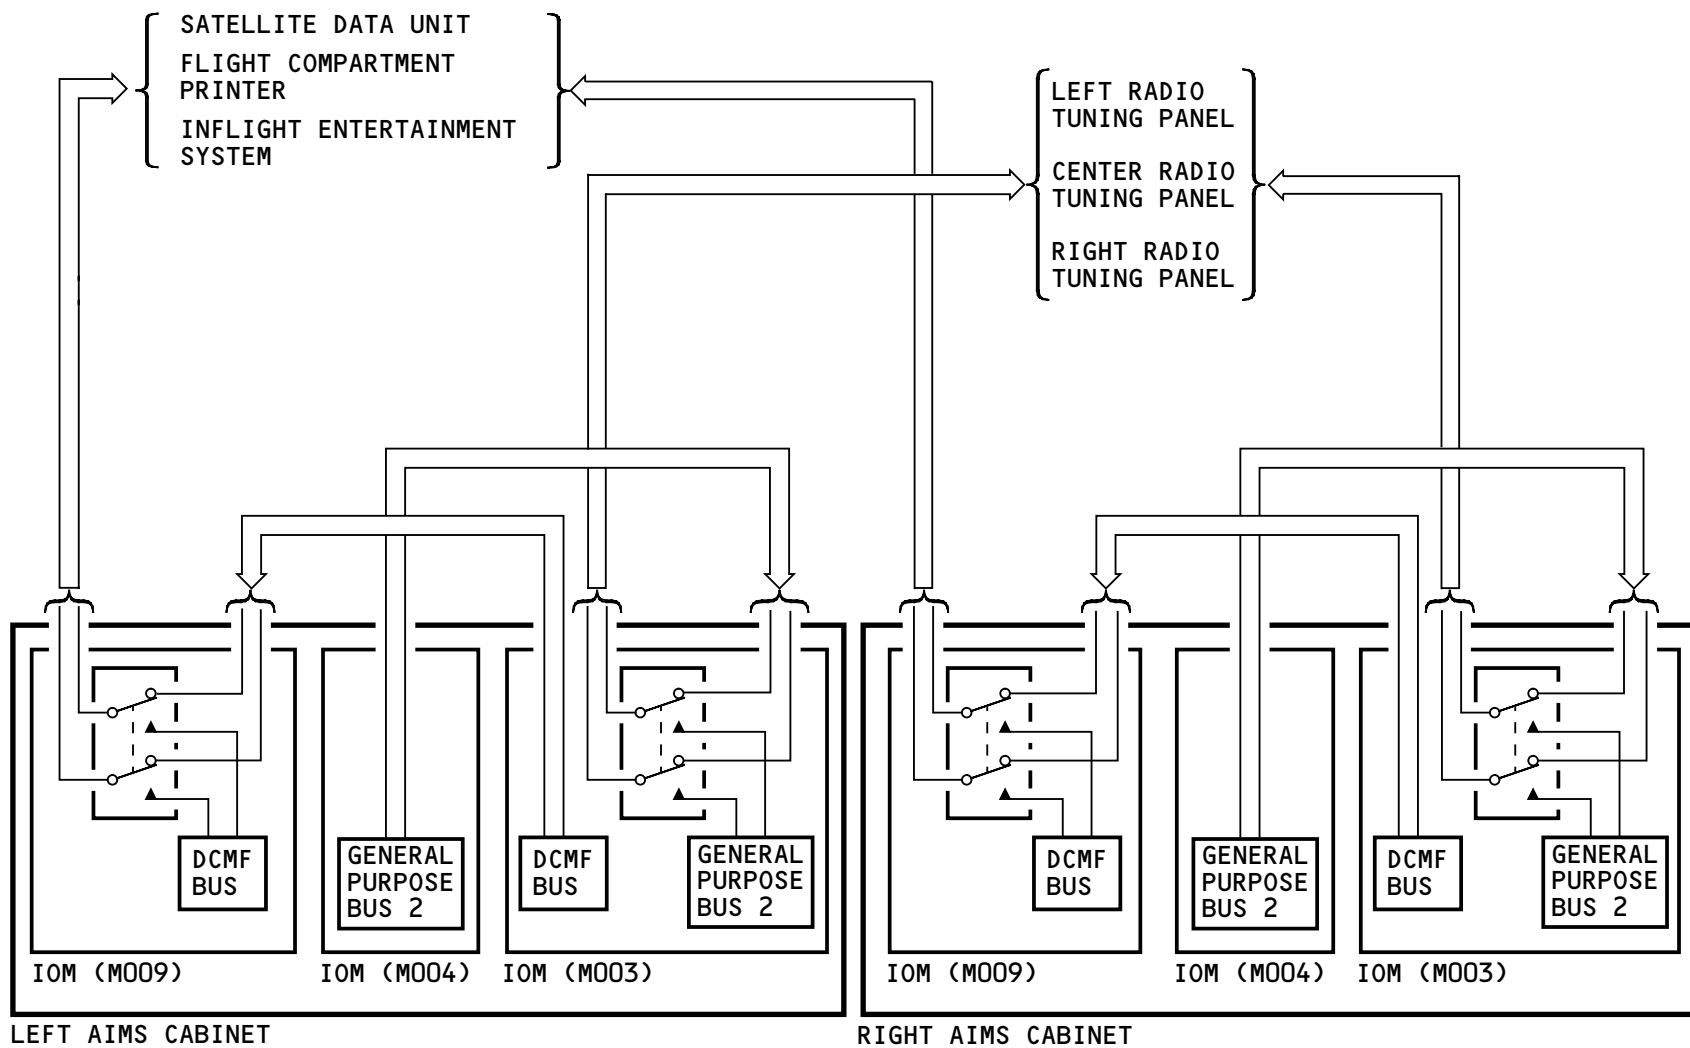 SATELLITE DATA UNIT
FLIGHT COMPARTMENT
PRINTER
INFLIGHT ENTERTAINMENT
SYSTEM
LEFT RADIO
TUNING PANEL
CENTER RADIO
TUNING PANEL
RIGHT RADIO
TUNING PANEL
DCMF
BUS
GENERAL
PURPOSE
BUS 2
DCMF
BUS
GENERAL
PURPOSE
BUS 2
IOM (M009)
IOM (M004)
IOM (M003)
LEFT AIMS CABINET
DCMF
BUS
GENERAL
PURPOSE
BUS 2
DCMF
BUS
GENERAL
PURPOSE
BUS 2
IOM (M009)
IOM (M004)
IOM (M003)
RIGHT AIMS CABINET